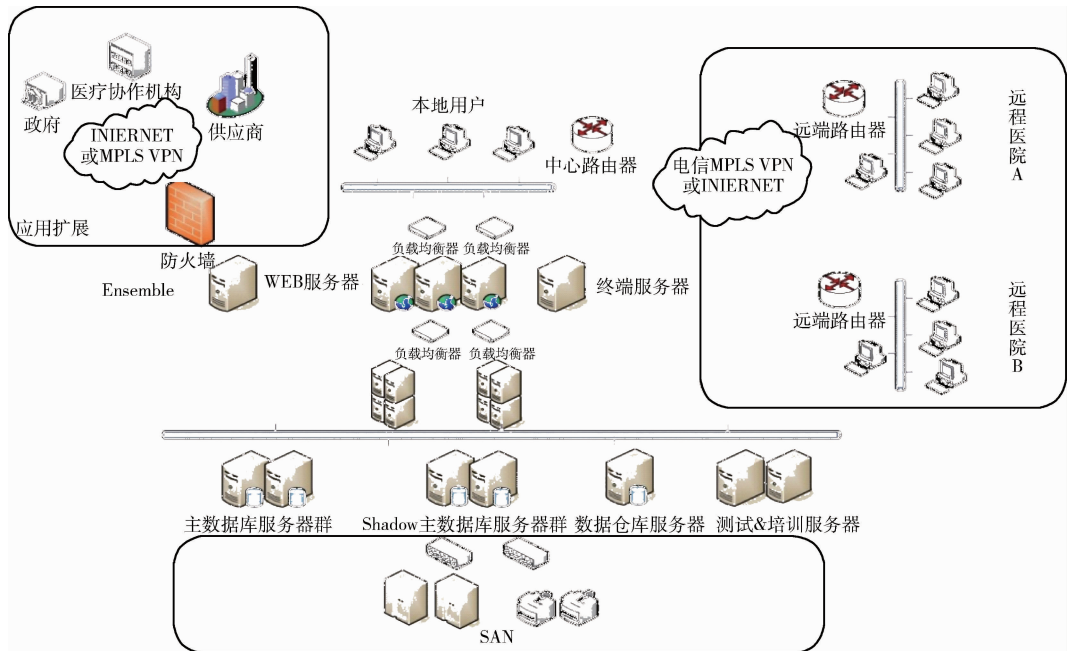 医疗协作机构
政府
供应商
INIERNET
或MPLS VPN
应用扩展
防火墙
本地用户
中心路由器
电信MPLS VPN
或INIERNET
远端路由器
远程医院A
远端路由器
远程医院B
负载均衡器 负载均衡器
Ensemble
WEB服务器
终端服务器
负载均衡器 负载均衡器
主数据库服务器群
Shadow主数据库服务器群
数据仓库服务器
测试&培训服务器
SAN